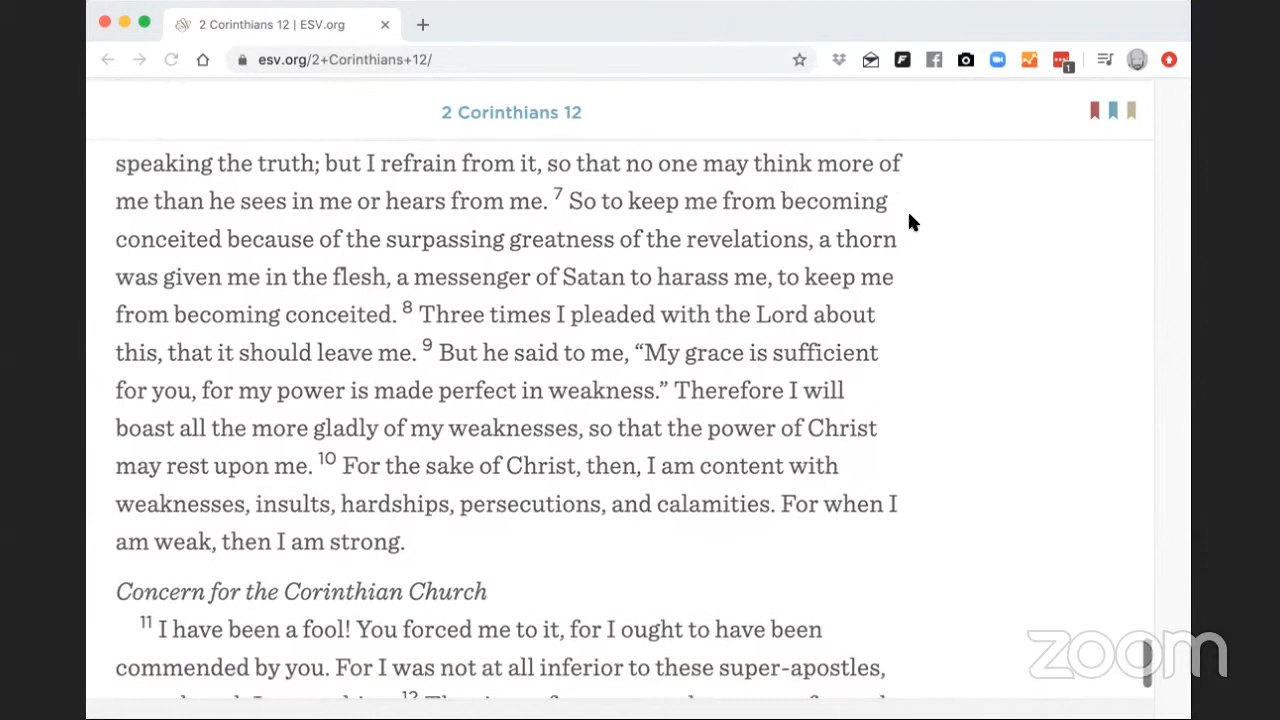 2 Corinthians 12 | ESV.org
esv.org/2+Corinthians+12/
1
2 Corinthians 12
speaking the truth; but I refrain from it, so that no one may think more of
me than he sees in me or hears from me. 7 So to keep me from becoming
conceited because of the surpassing greatness of the revelations, a thorn
was given me in the flesh, a messenger of Satan to harass me, to keep me
from becoming conceited. 8 Three times I pleaded with the Lord about
this, that it should leave me. 9 But he said to me, “My grace is sufficient
for you, for my power is made perfect in weakness.” Therefore I will
boast all the more gladly of my weaknesses, so that the power of Christ
may rest upon me. 10 For the sake of Christ, then, I am content with
weaknesses, insults, hardships, persecutions, and calamities. For when I
am weak, then I am strong.
Concern for the Corinthian Church
11 I have been a fool! You forced me to it, for I ought to have been
commended by you. For I was not at all inferior to these super-apostles,
12
zoom